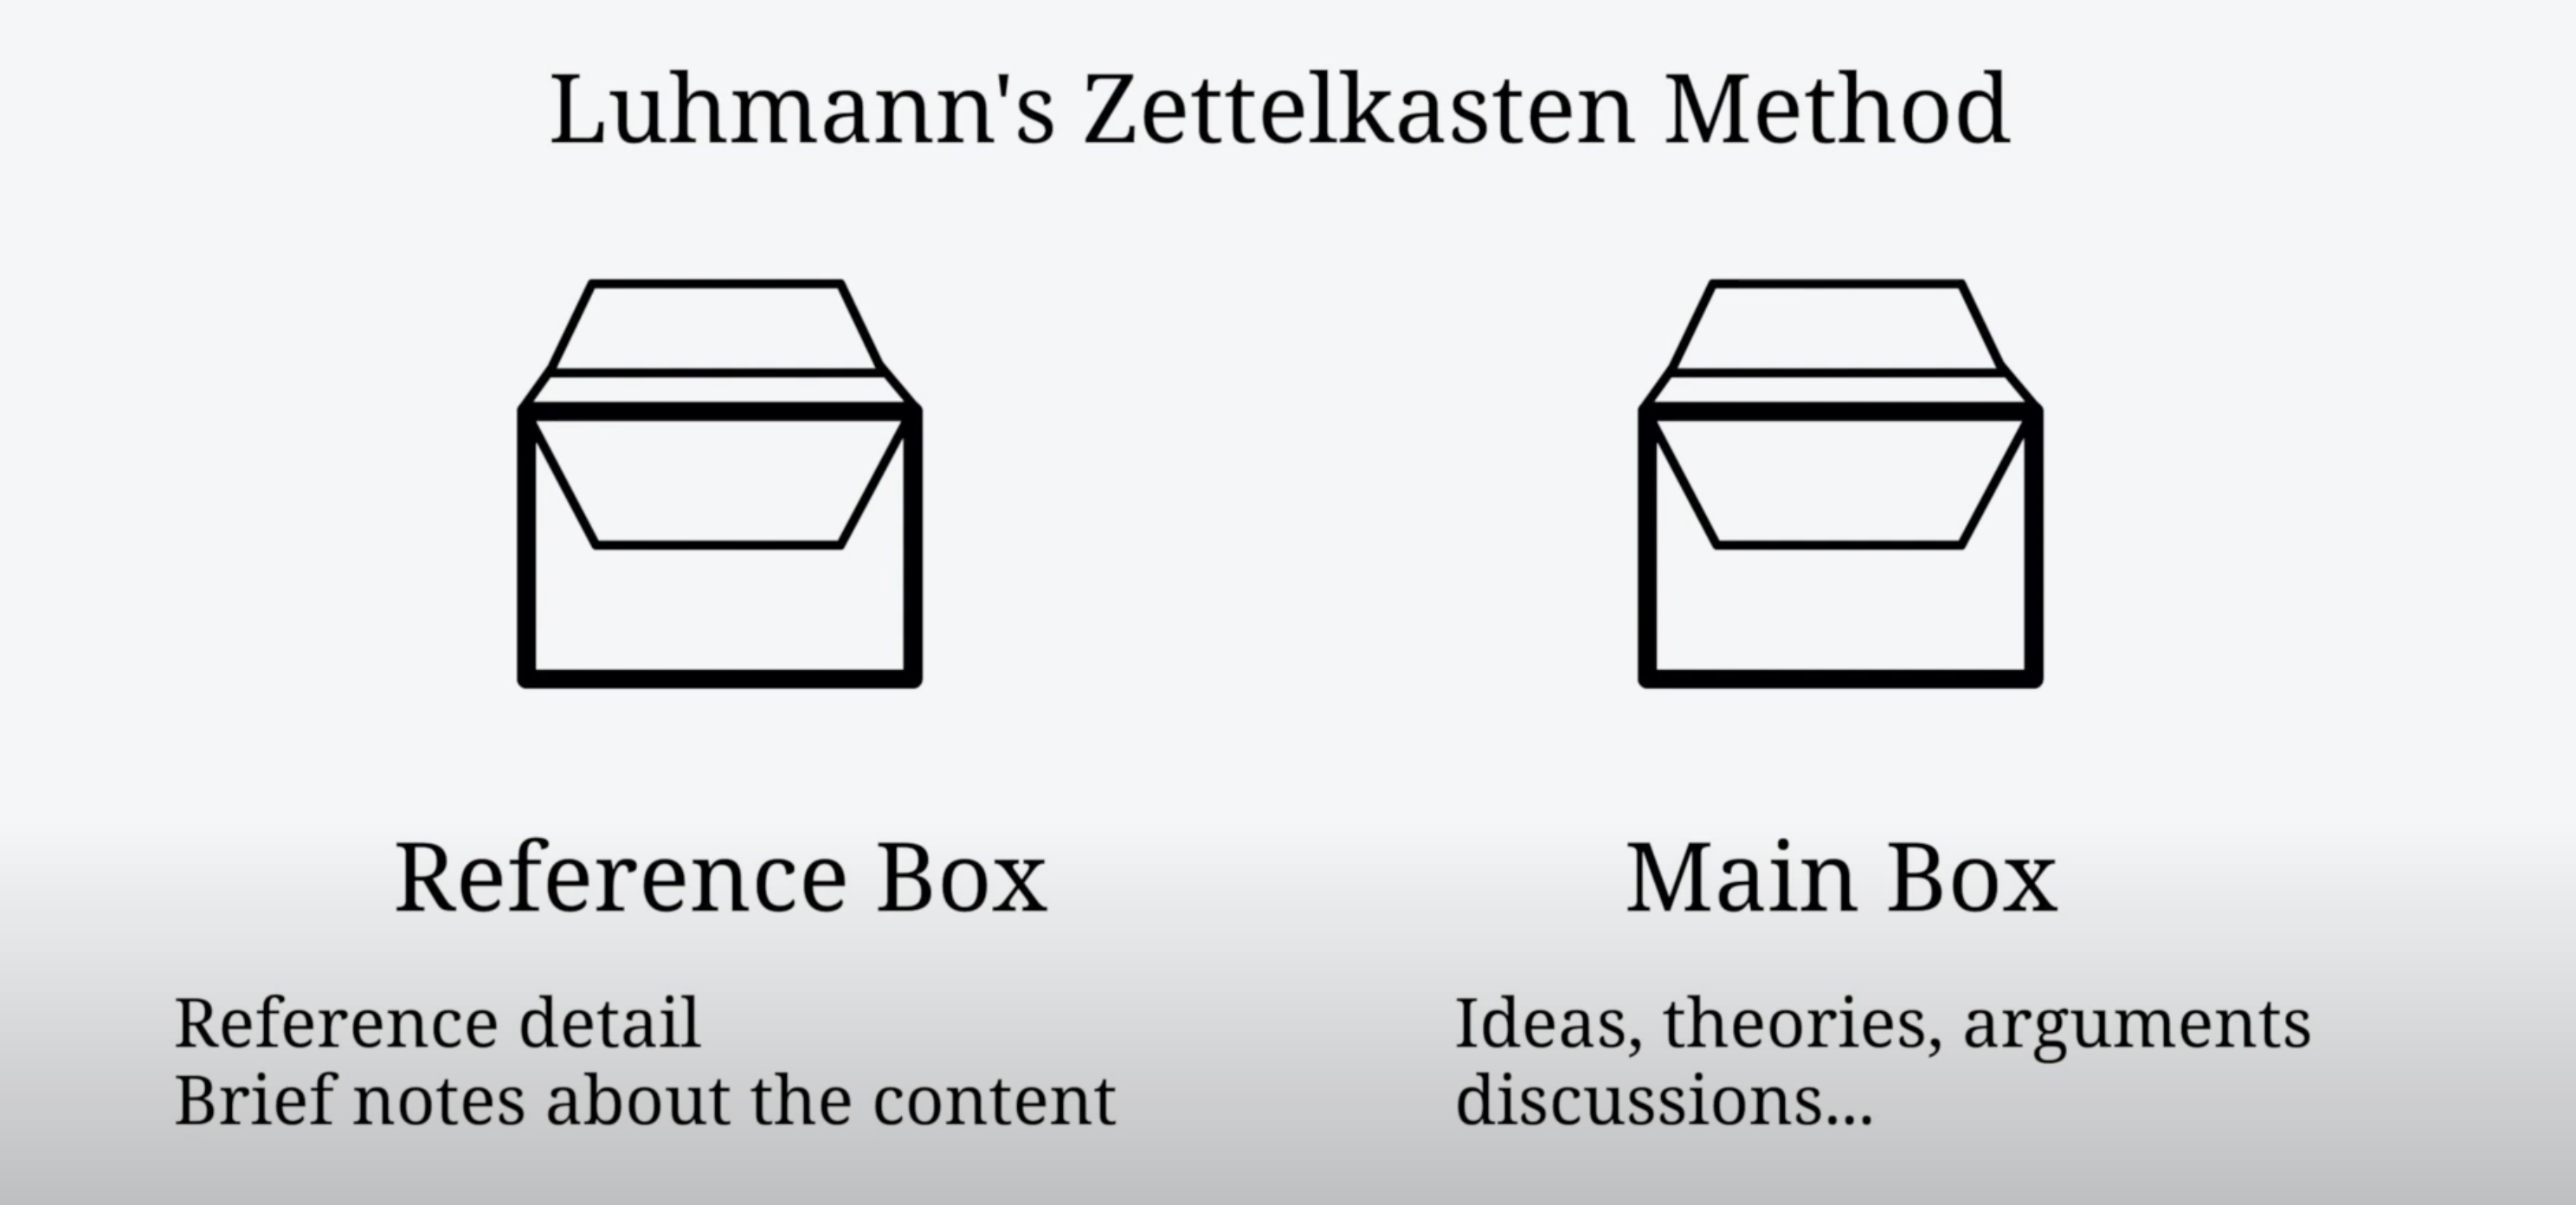 Luhmann's Zettelkasten Method
Reference Box
Reference detail
Brief notes about the content
Main Box
Ideas, theories, arguments
discussions...